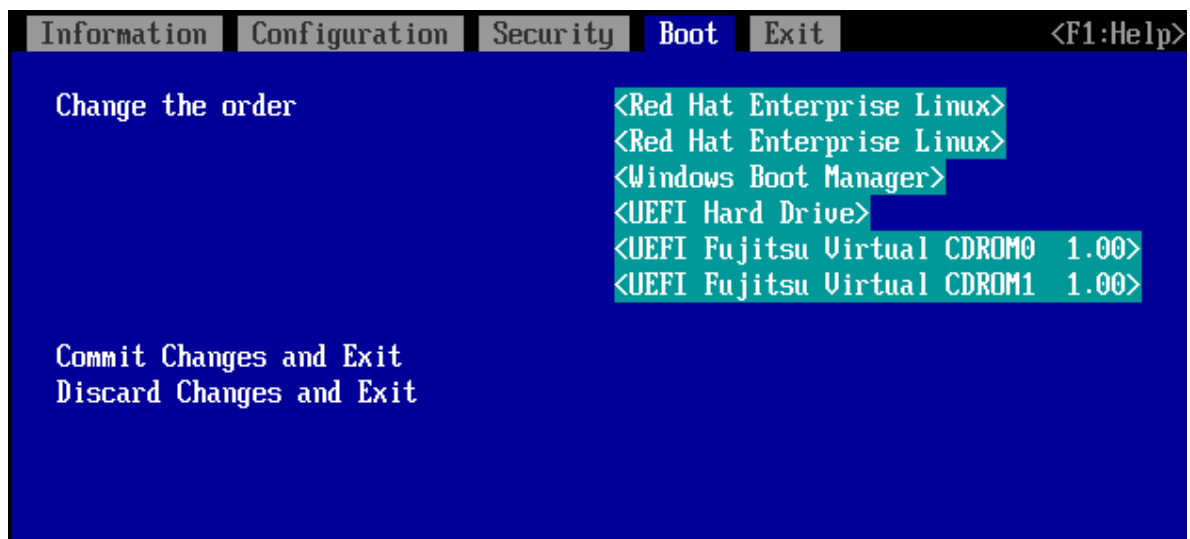 Information Configuration Security Boot Exit <F1:Help>
Change the order <Red Hat Enterprise Linux>
<Red Hat Enterprise Linux>
<Windows Boot Manager>
<UEFI Hard Drive>
<UEFI Fujitsu Virtual CDROM0  1.00>
<UEFI Fujitsu Virtual CDROM1  1.00>
Commit Changes and Exit
Discard Changes and Exit